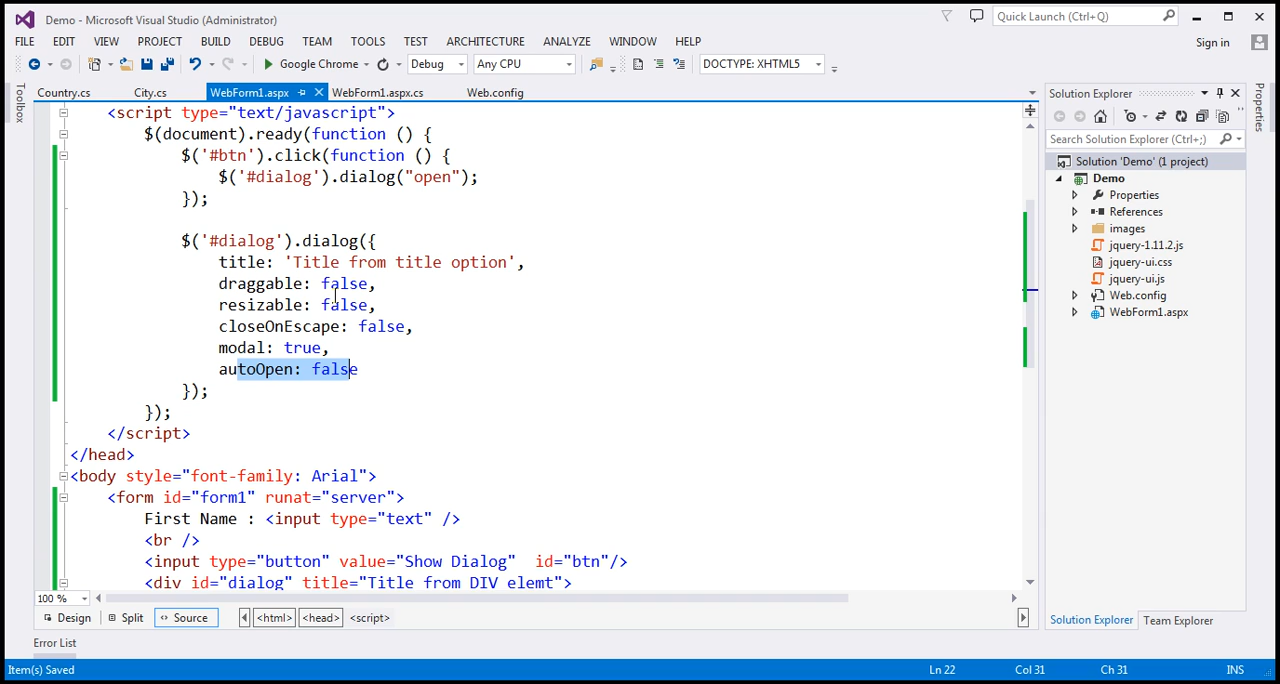 Demo - Microsoft Visual Studio (Administrator)
Quick Launch (Ctrl+Q)
FILE EDIT VIEW PROJECT BUILD DEBUG TEAM TOOLS TEST ARCHITECTURE ANALYZE WINDOW HELP
Sign in
Google Chrome Debug Any CPU DOCTYPE: XHTML5
Toolbox
Country.cs City.cs WebForm1.aspx WebForm1.aspx.cs Web.config
<script type="text/javascript">
$(document).ready(function () {
$('#btn').click(function () {
$('#dialog').dialog("open");
});
$('#dialog').dialog({
title: 'Title from title option',
draggable: false,
resizable: false,
closeOnEscape: false,
modal: true,
autoOpen: false
});
});
</script>
</head>
<body style="font-family: Arial">
<form id="form1" runat="server">
First Name : <input type="text" />
<br />
<input type="button" value="Show Dialog"  id="btn"/>
<div id="dialog" title="Title from DIV elemt">
100 %
Design Split Source <html> <head> <script>
Error List
Solution Explorer
Search Solution Explorer (Ctrl+;)
Solution 'Demo' (1 project)
Demo
Properties
References
images
jquery-1.11.2.js
jquery-ui.css
jquery-ui.js
Web.config
WebForm1.aspx
Solution Explorer Team Explorer
Properties
Item(s) Saved Ln 22 Col 31 Ch 31 INS